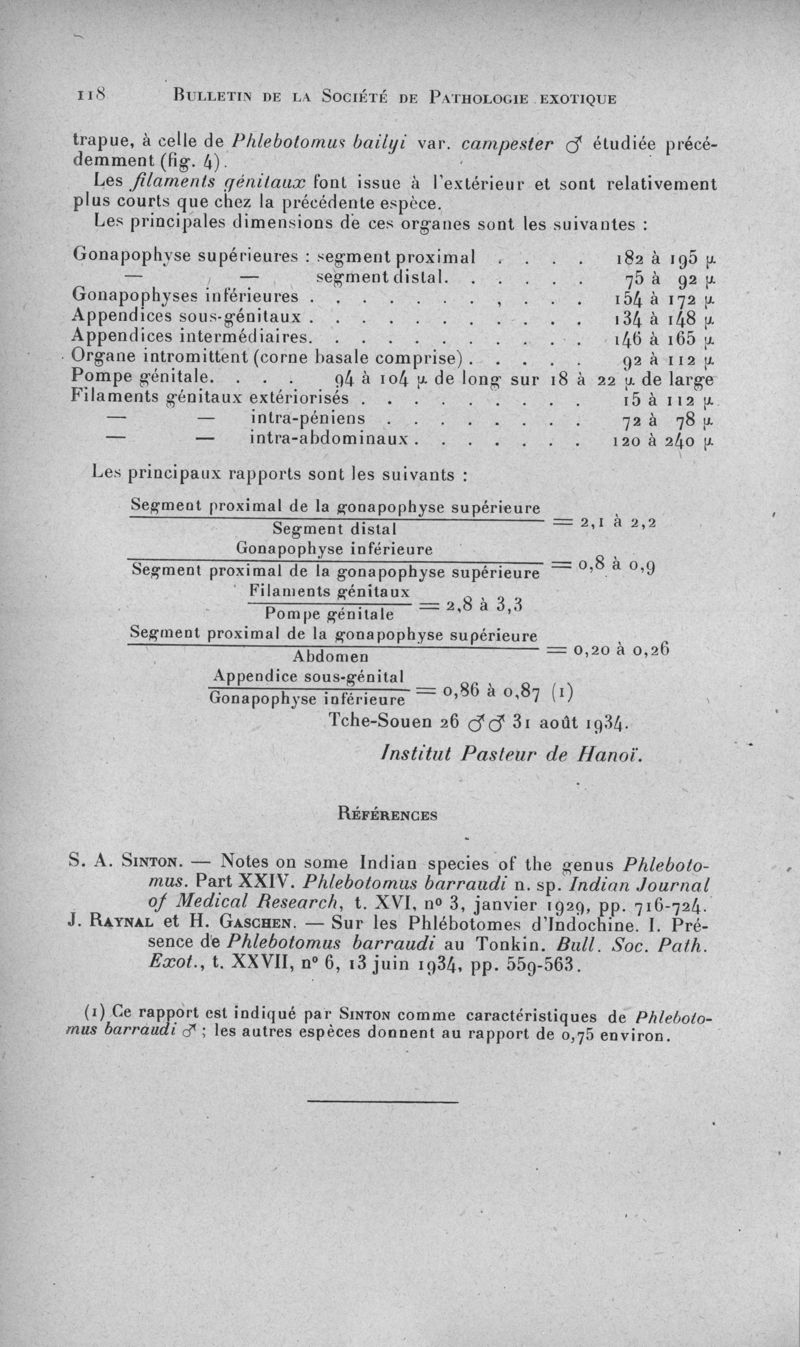 118 BULLETIN DE LA SOCIÉTÉ DE PATHOLOGIE EXOTIQUE
trapue, à celle de Phlebotomus bailyi var. campester ♂ étudiée précé-
demment (fig. 4).
Les filaments génitaux font issue à l'extérieur et sont relativement
plus courts que chez la précédente espèce.
Les principales dimensions de ces organes sont les suivantes :
Gonapophyse supérieures : segment proximal . . . . 182 à 195 µ
— — segment distal. . . . . . 75 à 92 µ
Gonapophyses inférieures . . . . . . . , . . . 154 à 172 µ
Appendices sous-génitaux . . . . . . . . . . . 134 à 148 µ
Appendices intermédiaires. . . . . . . . . . . 146 à 165 µ
Organe intromittent (corne basale comprise) . . . . . 92 à 112 µ
Pompe génitale. . . . 94 à 104 µ de long sur 18 à 22 µ de large
Filaments génitaux extériorisés . . . . . . . . . 15 à 112 µ
— — intra-péniens . . . . . . . . 72 à 78 µ
— — intra-abdominaux . . . . . . . 120 à 240 µ
Les principaux rapports sont les suivants :
Segment proximal de la gonapophyse supérieure
Segment distal = 2,1 à 2,2
Gonapophyse inférieure
Segment proximal de la gonapophyse supérieure = 0,8 à 0,9
Filaments génitaux
Pompe génitale = 2,8 à 3,3
Segment proximal de la gonapophyse supérieure
Abdomen = 0,20 à 0,26
Appendice sous-génital
Gonapophyse inférieure = 0,86 à 0,87 (1)
Tche-Souen 26 ♂♂ 31 août 1934.
Institut Pasteur de Hanoï.
RÉFÉRENCES
S. A. SINTON. — Notes on some Indian species of the genus Phleboto-
mus. Part XXIV. Phlebotomus barraudi n. sp. Indian Journal
of Medical Research, t. XVI, nº 3, janvier 1929, pp. 716-724.
J. RAYNAL et H. GASCHEN. — Sur les Phlébotomes d'Indochine. I. Pré-
sence de Phlebotomus barraudi au Tonkin. Bull. Soc. Path.
Exot., t. XXVII, nº 6, 13 juin 1934, pp. 559-563.
(1) Ce rapport est indiqué par SINTON comme caractéristiques de Phleboto-
mus barraudi ♂ ; les autres espèces donnent au rapport de 0,75 environ.